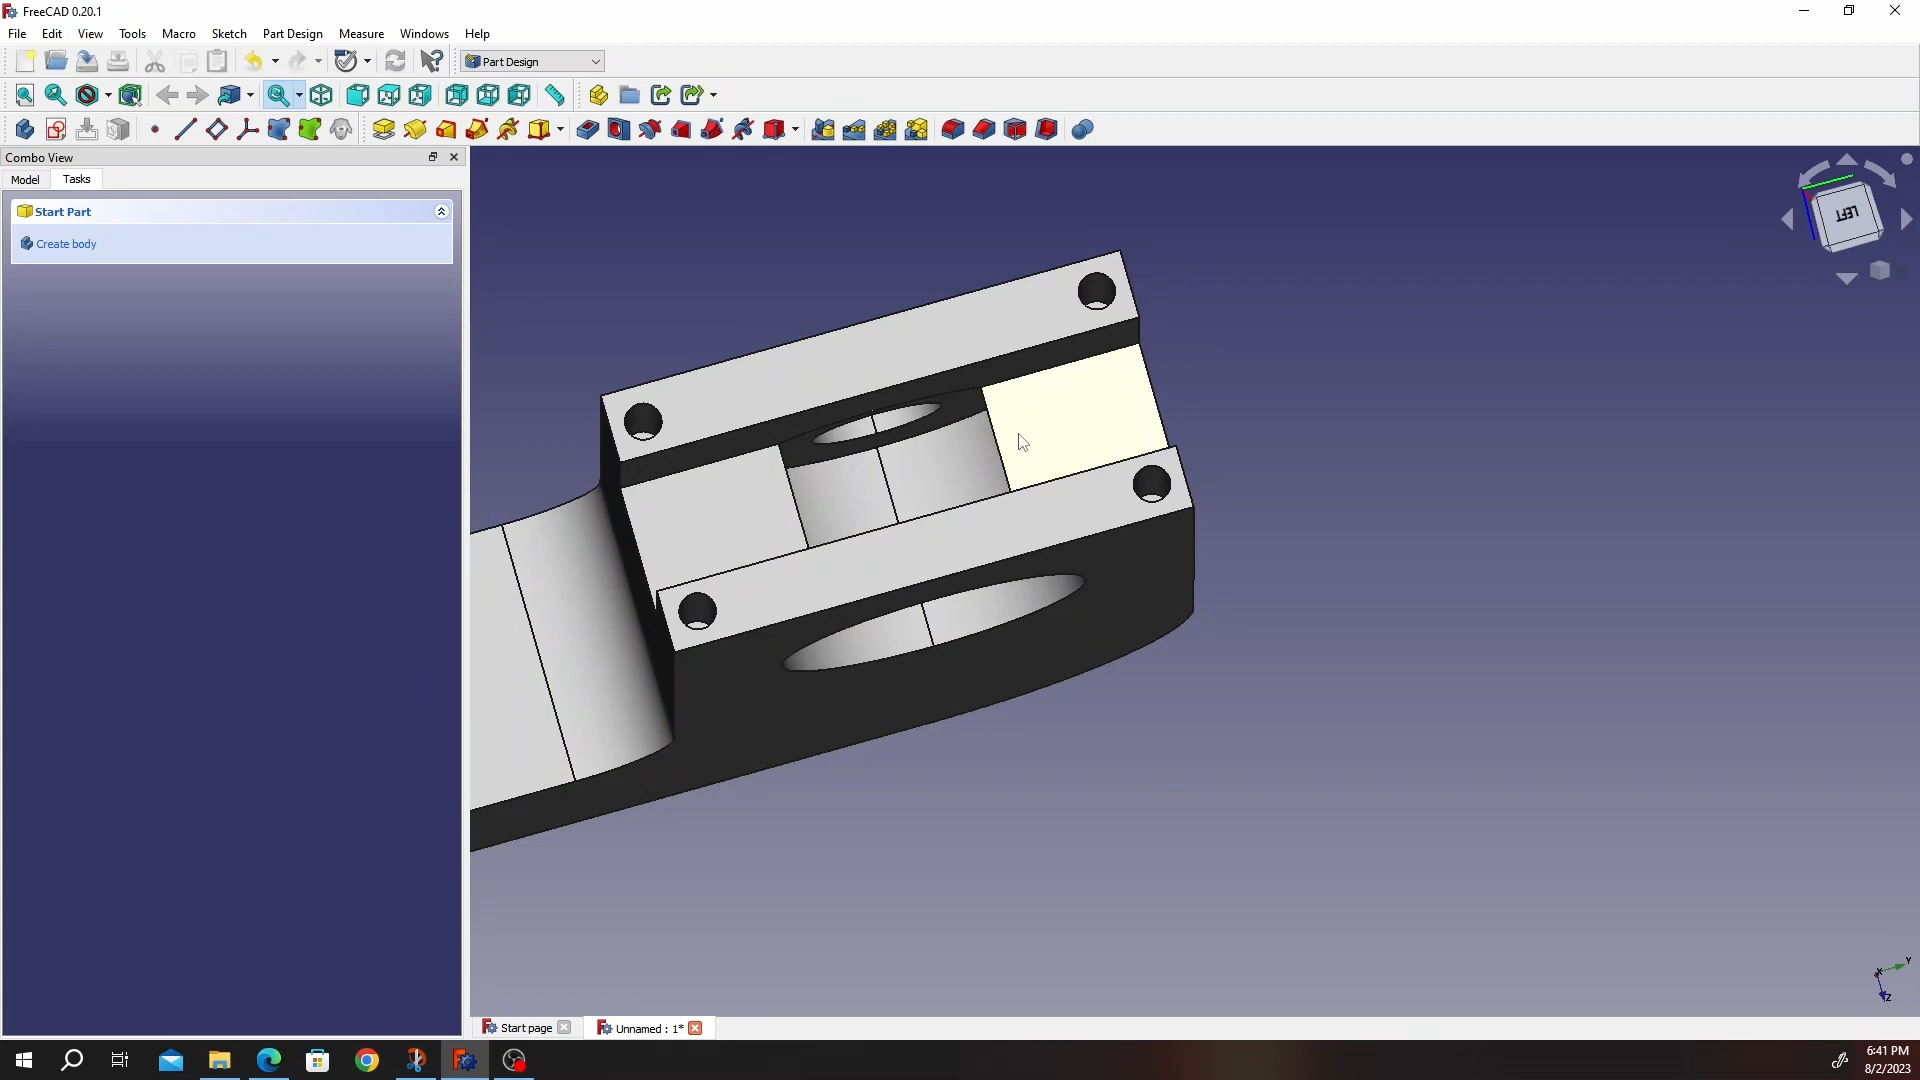 FreeCAD 0.20.1
File Edit View Tools Macro Sketch Part Design Measure Windows Help
Part Design
Combo View
Model Tasks
Start Part
Create body
LEFT
Y
X
Z
Start page Unnamed : 1*
6:41 PM
8/2/2023